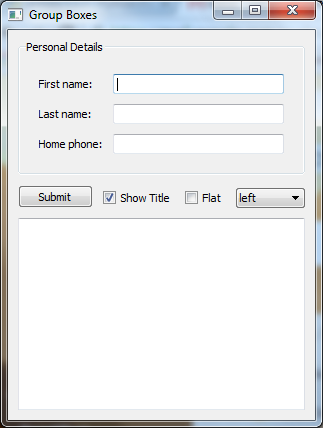 Group Boxes
Personal Details
First name:
Last name:
Home phone:
Submit Show Title Flat left